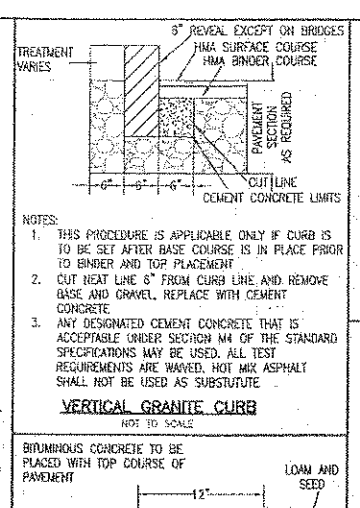 6" REVEAL EXCEPT ON BRIDGES
TREATMENT
VARIES
HMA SURFACE COURSE
HMA BINDER COURSE
PAVEMENT
SECTION
AS REQUIRED
CUT LINE
6" 6" 6"
CEMENT CONCRETE LIMITS
NOTES:
1. THIS PROCEDURE IS APPLICABLE ONLY IF CURB IS
TO BE SET AFTER BASE COURSE IS IN PLACE PRIOR
TO BINDER AND TOP PLACEMENT
2. CUT NEAT LINE 6" FROM CURB LINE AND REMOVE
BASE AND GRAVEL. REPLACE WITH CEMENT
CONCRETE
3. ANY DESIGNATED CEMENT CONCRETE THAT IS
ACCEPTABLE UNDER SECTION M4 OF THE STANDARD
SPECIFICATIONS MAY BE USED. ALL TEST
REQUIREMENTS ARE WAIVED. HOT MIX ASPHALT
SHALL NOT BE USED AS SUBSTUTUTE
VERTICAL GRANITE CURB
NOT TO SCALE
BITUMINOUS CONCRETE TO BE
PLACED WITH TOP COURSE OF
PAVEMENT
LOAM AND
SEED
12"